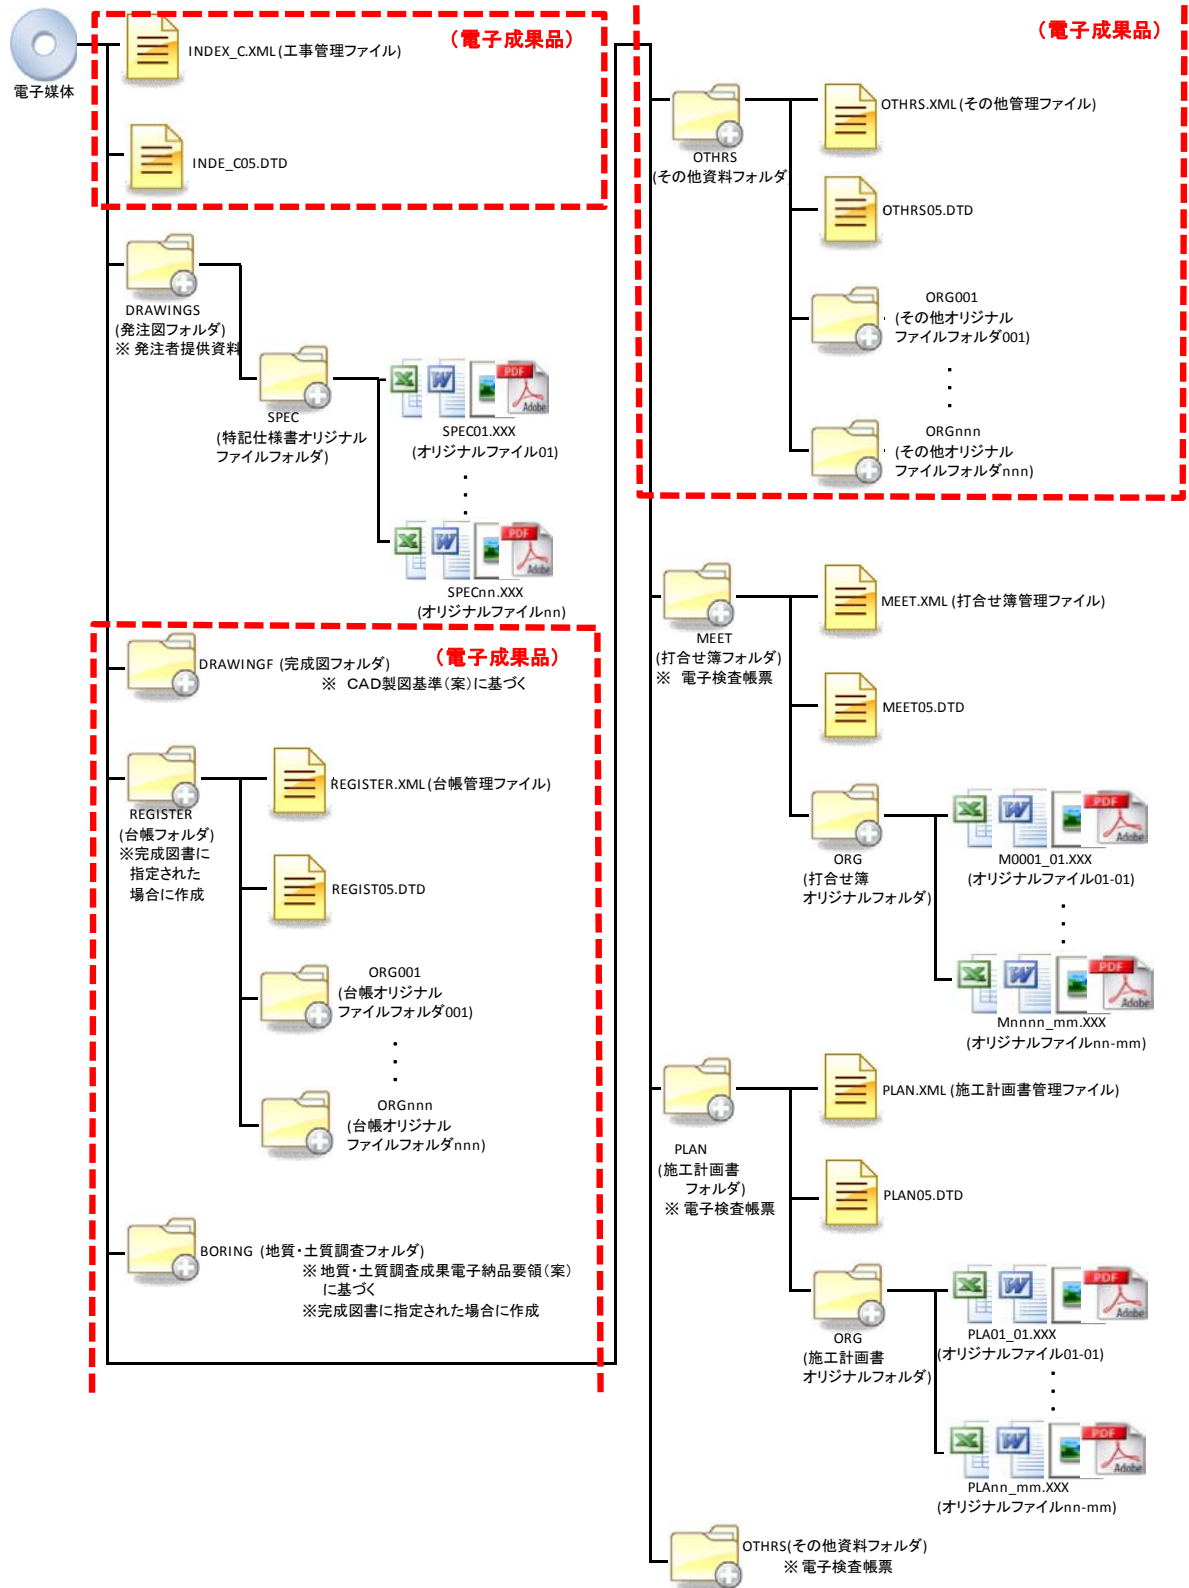 電子媒体
INDEX_C.XML(工事管理ファイル)
(電子成果品)
INDE_C05.DTD
DRAWINGS
(発注図フォルダ)
※ 発注者提供資料
SPEC
(特記仕様書オリジナル
ファイルフォルダ)
PDF
Adobe
SPEC01.XXX
(オリジナルファイル01)
PDF
Adobe
SPECnn.XXX
(オリジナルファイルnn)
(電子成果品)
DRAWINGF (完成図フォルダ)
※ CAD製図基準(案)に基づく
REGISTER
(台帳フォルダ)
※完成図書に
指定された
場合に作成
REGISTER.XML(台帳管理ファイル)
REGIST05.DTD
ORG001
(台帳オリジナル
ファイルフォルダ001)
ORGnnn
(台帳オリジナル
ファイルフォルダnnn)
BORING (地質・土質調査フォルダ)
※地質・土質調査成果電子納品要領(案)
に基づく
※完成図書に指定された場合に作成
(電子成果品)
OTHRS
(その他資料フォルダ
OTHRS.XML(その他管理ファイル)
OTHRS05.DTD
ORG001
(その他オリジナル
ファイルフォルダ001)
ORGnnn
(その他オリジナル
ファイルフォルダnnn)
MEET
(打合せ簿フォルダ)
※ 電子検査帳票
MEET.XML(打合せ簿管理ファイル)
MEET05.DTD
ORG
(打合せ簿
オリジナルフォルダ)
PDF
Adobe
M0001_01.XXX
(オリジナルファイル01-01)
PDF
Adobe
Mnnnn_mm.XXX
(オリジナルファイルnn-mm)
PLAN
(施工計画書
フォルダ)
※ 電子検査帳票
PLAN.XML(施工計画書管理ファイル)
PLAN05.DTD
ORG
(施工計画書
オリジナルフォルダ)
PDF
Adobe
PLA01_01.XXX
(オリジナルファイル01-01)
PDF
Adobe
PLAnn_mm.XXX
(オリジナルファイルnn-mm)
OTHRS(その他資料フォルダ)
※ 電子検査帳票